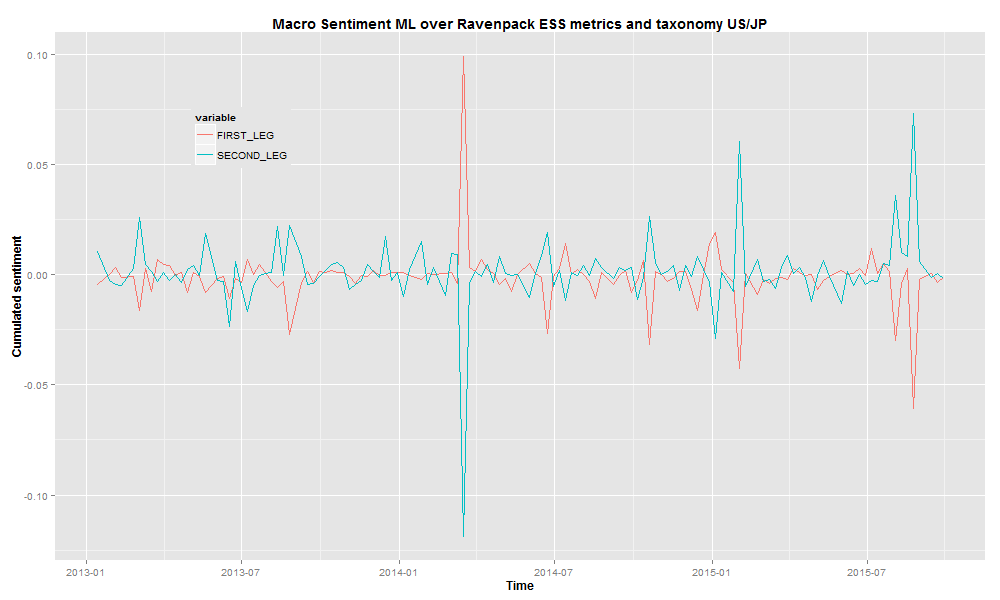 Macro Sentiment ML over Ravenpack ESS metrics and taxonomy US/JP
0.10
0.05
0.00
-0.05
-0.10
Cumulated sentiment
variable
FIRST_LEG
SECOND_LEG
2013-01
2013-07
2014-01
2014-07
2015-01
2015-07
Time